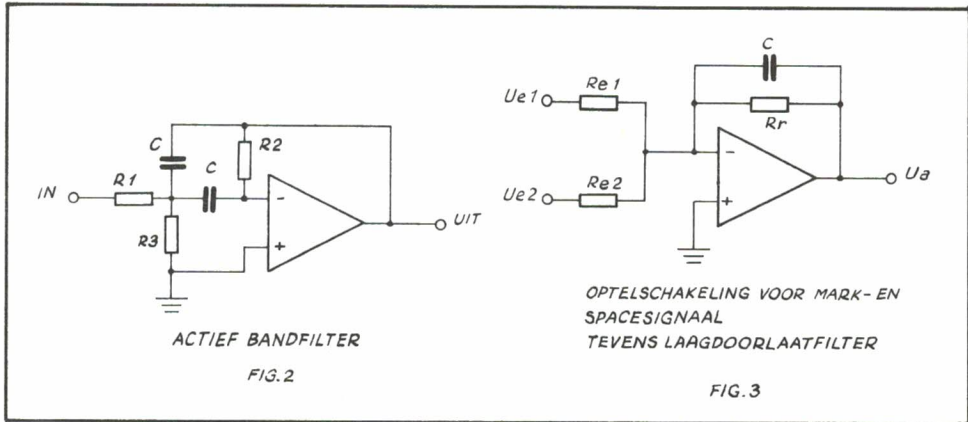 C
C
R2
R1
IN
R3
-
+
UIT
ACTIEF BANDFILTER
FIG.2
C
Re1
Ue1
Rr
Ue2
Re2
-
+
Ua
OPTELSCHAKELING VOOR MARK- EN
SPACESIGNAAL
TEVENS LAAGDOORLAATFILTER
FIG.3